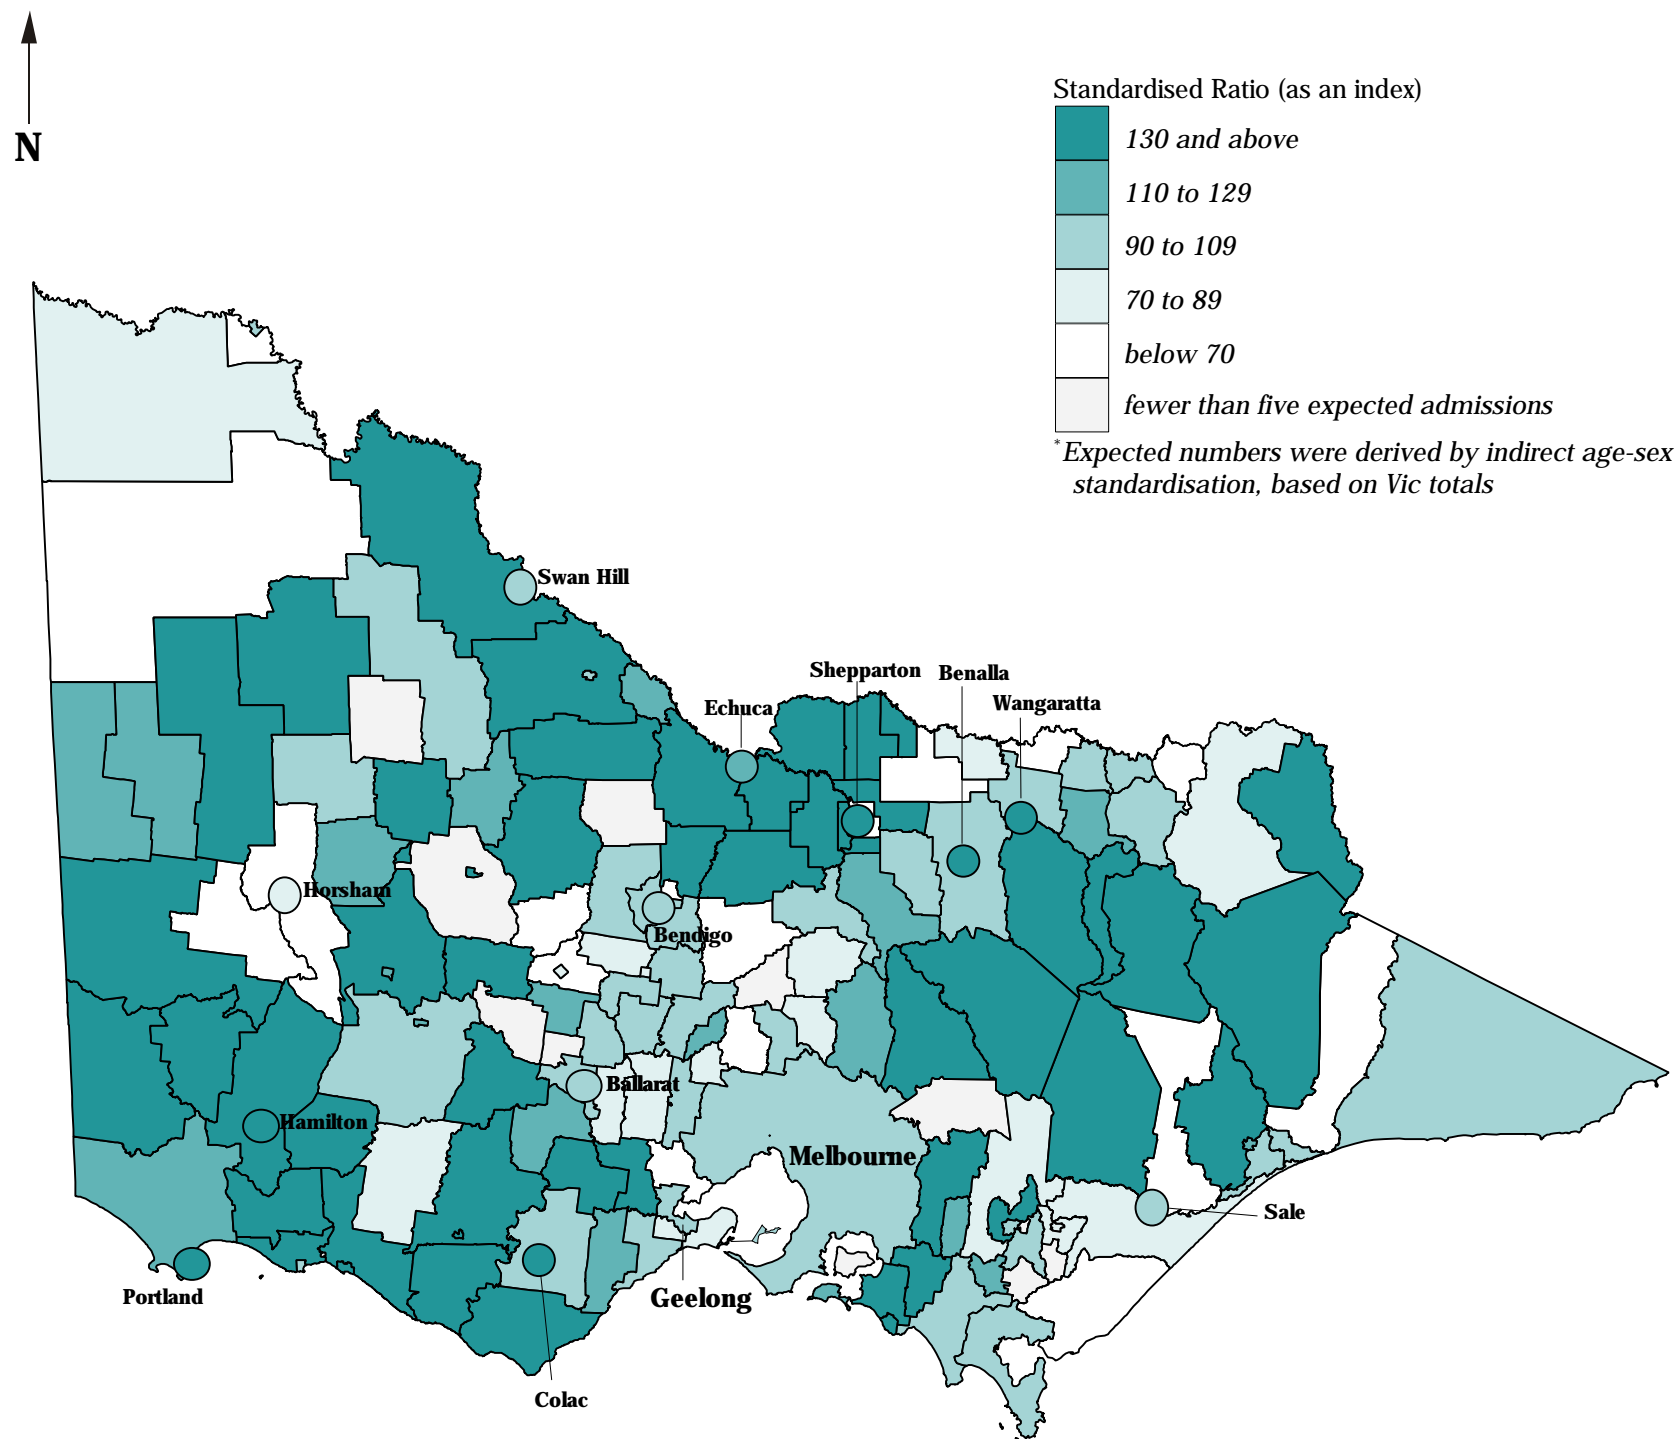 N
Standardised Ratio (as an index)
130 and above
110 to 129
90 to 109
70 to 89
below 70
fewer than five expected admissions
*Expected numbers were derived by indirect age-sex
standardisation, based on Vic totals
Swan Hill
Shepparton
Benalla
Echuca
Wangaratta
Horsham
Bendigo
Ballarat
Hamilton
Melbourne
Sale
Portland
Geelong
Colac